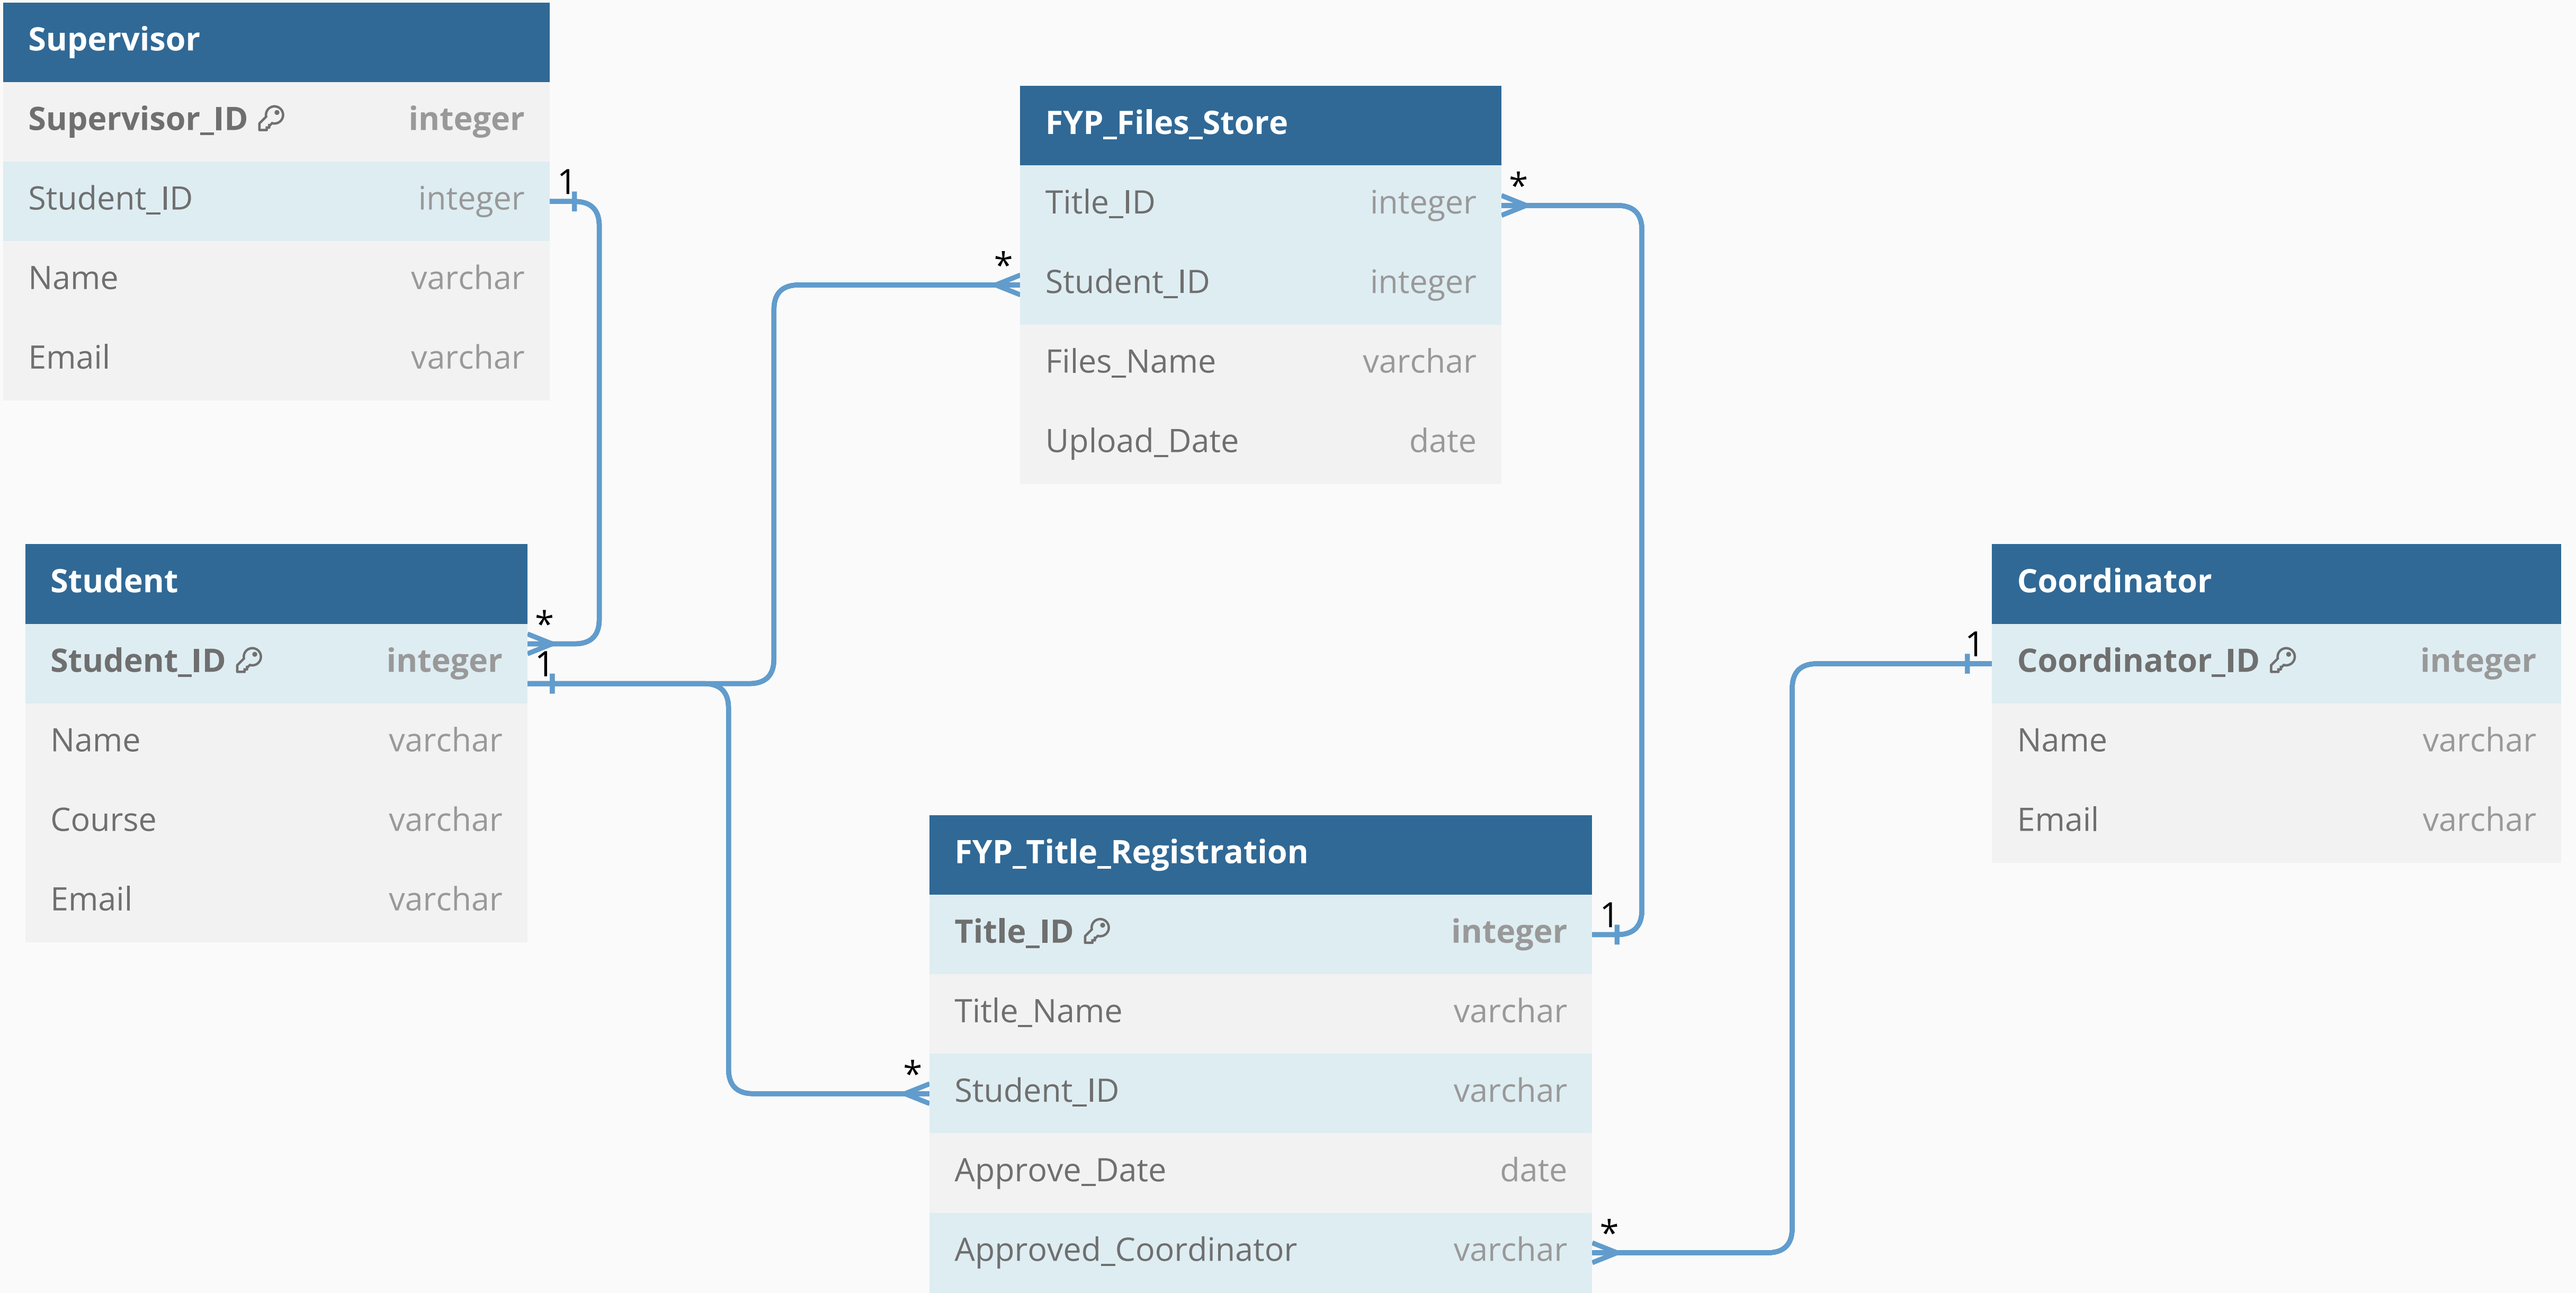 Supervisor
Supervisor_ID integer
Student_ID integer
Name varchar
Email varchar
1
*
FYP_Files_Store
Title_ID integer
Student_ID integer
Files_Name varchar
Upload_Date date
*
*
Student
Student_ID integer
Name varchar
Course varchar
Email varchar
1
FYP_Title_Registration
Title_ID integer
Title_Name varchar
Student_ID varchar
Approve_Date date
Approved_Coordinator varchar
1
*
*
Coordinator
Coordinator_ID integer
Name varchar
Email varchar
1